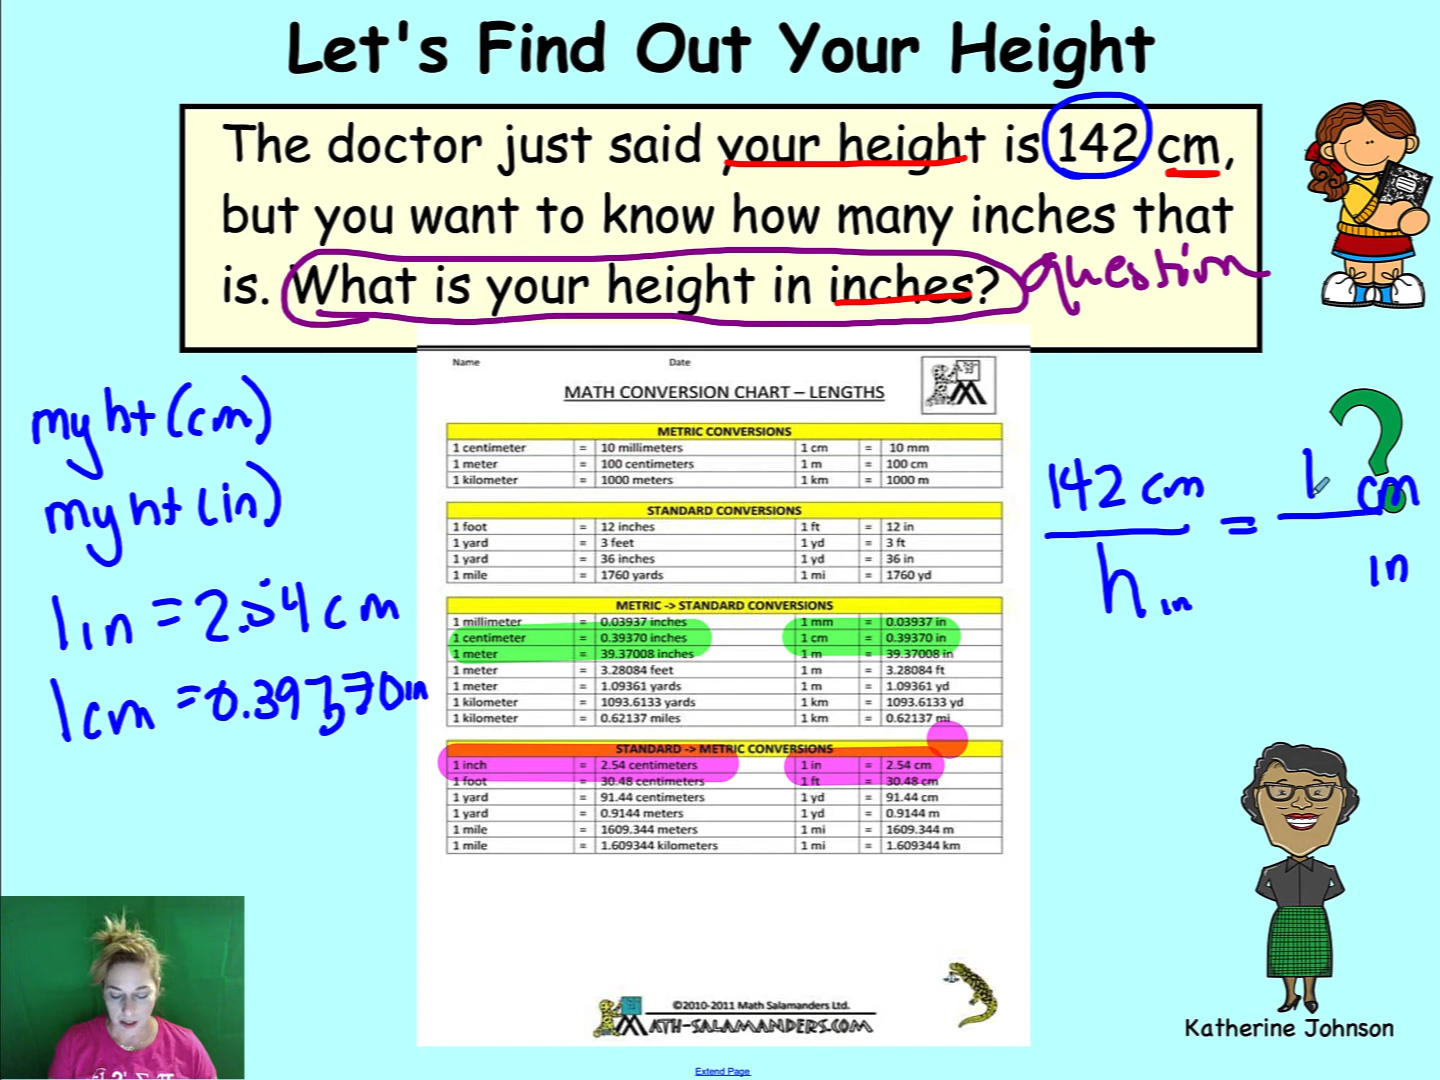 Let's Find Out Your Height
The doctor just said your height is 142 cm,
but you want to know how many inches that
is. What is your height in inches?
question
my ht (cm)
my ht (in)
1 in = 2.54 cm
1 cm = 0.39370 in
Name Date
MATH CONVERSION CHART – LENGTHS
METRIC CONVERSIONS
1 centimeter = 10 millimeters 1 cm = 10 mm
1 meter = 100 centimeters 1 m = 100 cm
1 kilometer = 1000 meters 1 km = 1000 m
STANDARD CONVERSIONS
1 foot = 12 inches 1 ft = 12 in
1 yard = 3 feet 1 yd = 3 ft
1 yard = 36 inches 1 yd = 36 in
1 mile = 1760 yards 1 mi = 1760 yd
METRIC -> STANDARD CONVERSIONS
1 millimeter = 0.03937 inches 1 mm = 0.03937 in
1 centimeter = 0.39370 inches 1 cm = 0.39370 in
1 meter = 39.37008 inches 1 m = 39.37008 in
1 meter = 3.28084 feet 1 m = 3.28084 ft
1 meter = 1.09361 yards 1 m = 1.09361 yd
1 kilometer = 1093.6133 yards 1 km = 1093.6133 yd
1 kilometer = 0.62137 miles 1 km = 0.62137 mi
STANDARD -> METRIC CONVERSIONS
1 inch = 2.54 centimeters 1 in = 2.54 cm
1 foot = 30.48 centimeters 1 ft = 30.48 cm
1 yard = 91.44 centimeters 1 yd = 91.44 cm
1 yard = 0.9144 meters 1 yd = 0.9144 m
1 mile = 1609.344 meters 1 mi = 1609.344 m
1 mile = 1.609344 kilometers 1 mi = 1.609344 km
©2010-2011 Math Salamanders Ltd.
MATH-SALAMANDERS.COM
?
142 cm = 1 cm
h in in
Katherine Johnson
Extend Page